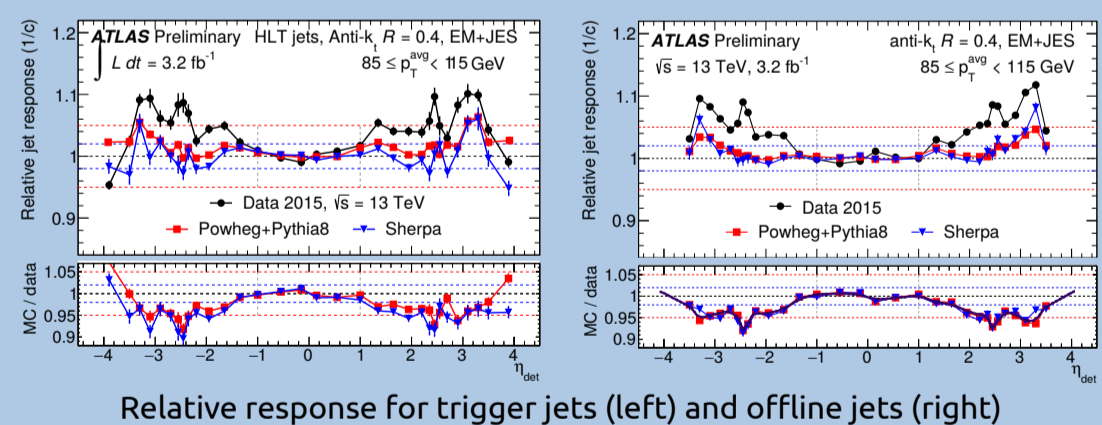 ATLAS Preliminary HLT jets, Anti-kt R = 0.4, EM+JES
∫ L dt = 3.2 fb⁻¹ 85 ≤ pTavg < 115 GeV
Relative jet response (1/c)
1.2
1.1
1
0.9
Data 2015, √s = 13 TeV
Powheg+Pythia8 Sherpa
MC / data
1.05
1
0.95
0.9
−4 −3 −2 −1 0 1 2 3 4
ηdet
ATLAS Preliminary anti-kt R = 0.4, EM+JES
√s = 13 TeV, 3.2 fb⁻¹ 85 ≤ pTavg < 115 GeV
Relative jet response (1/c)
1.2
1.1
1
0.9
Data 2015
Powheg+Pythia8 Sherpa
MC / data
1.05
1
0.95
0.9
−4 −3 −2 −1 0 1 2 3 4
ηdet
Relative response for trigger jets (left) and offline jets (right)